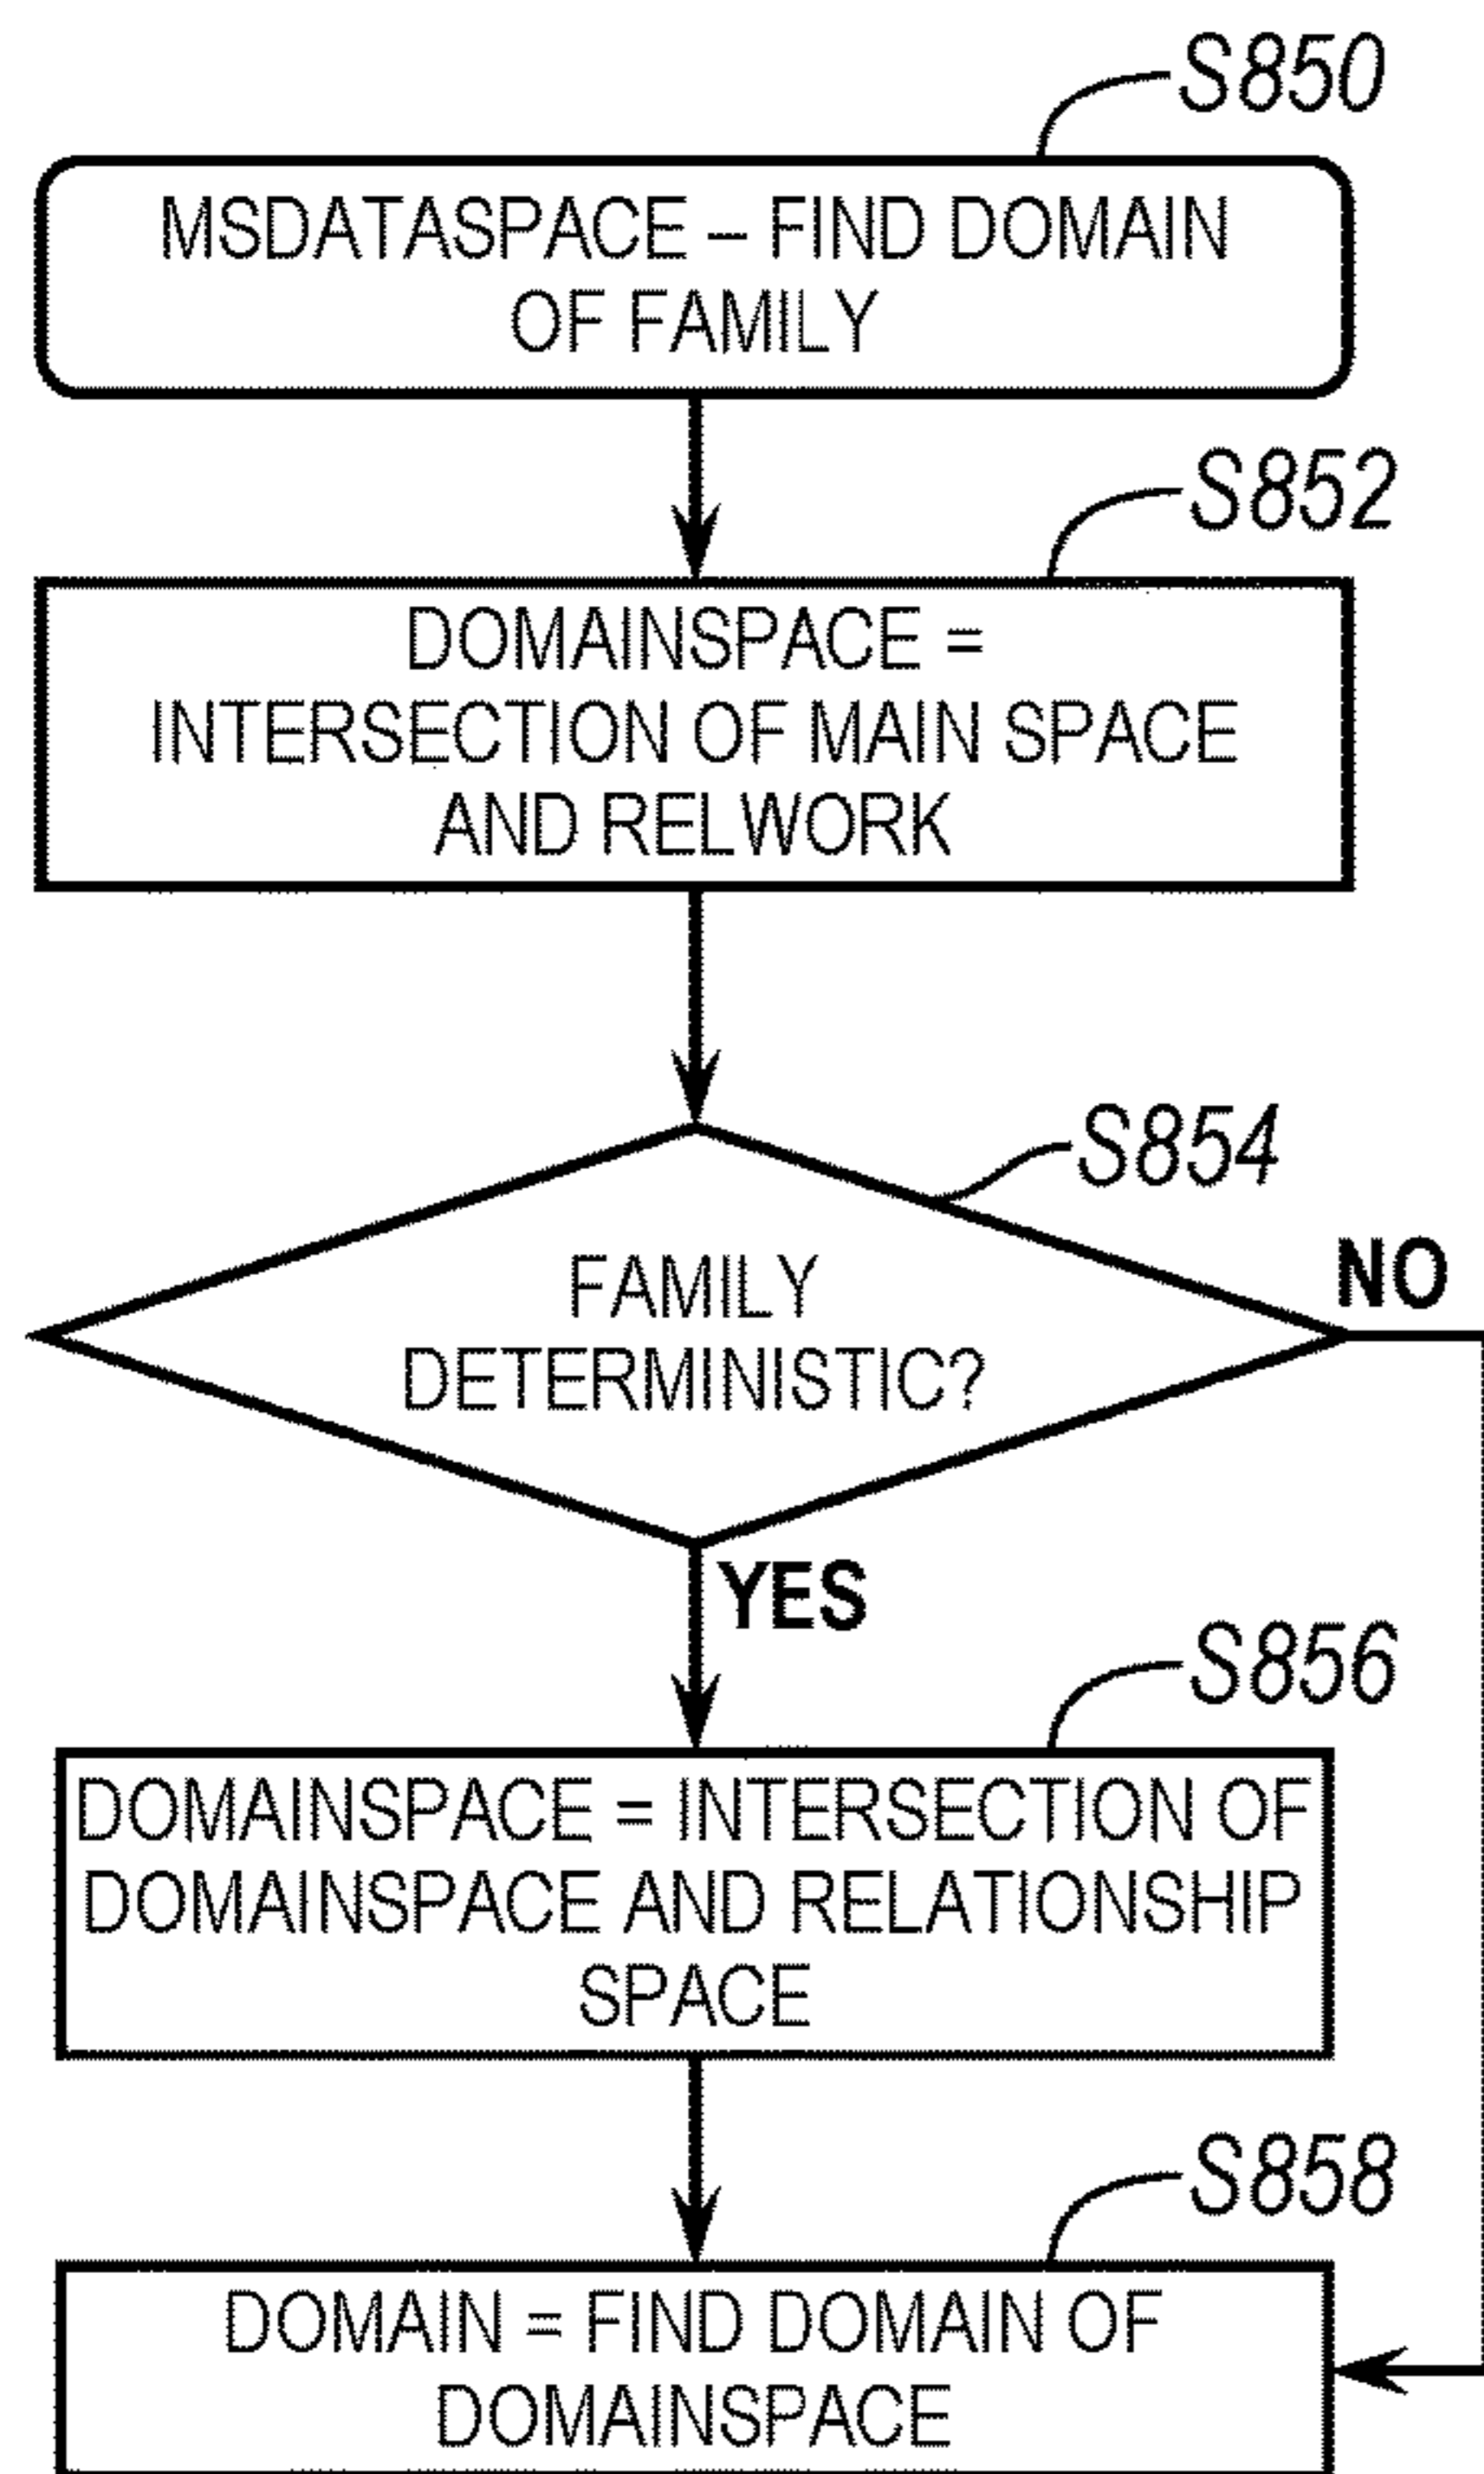 S850
MSDATASPACE – FIND DOMAIN
OF FAMILY
S852
DOMAINSPACE =
INTERSECTION OF MAIN SPACE
AND RELWORK
S854
NO
FAMILY
DETERMINISTIC?
YES
S856
DOMAINSPACE = INTERSECTION OF
DOMAINSPACE AND RELATIONSHIP
SPACE
S858
DOMAIN = FIND DOMAIN OF
DOMAINSPACE